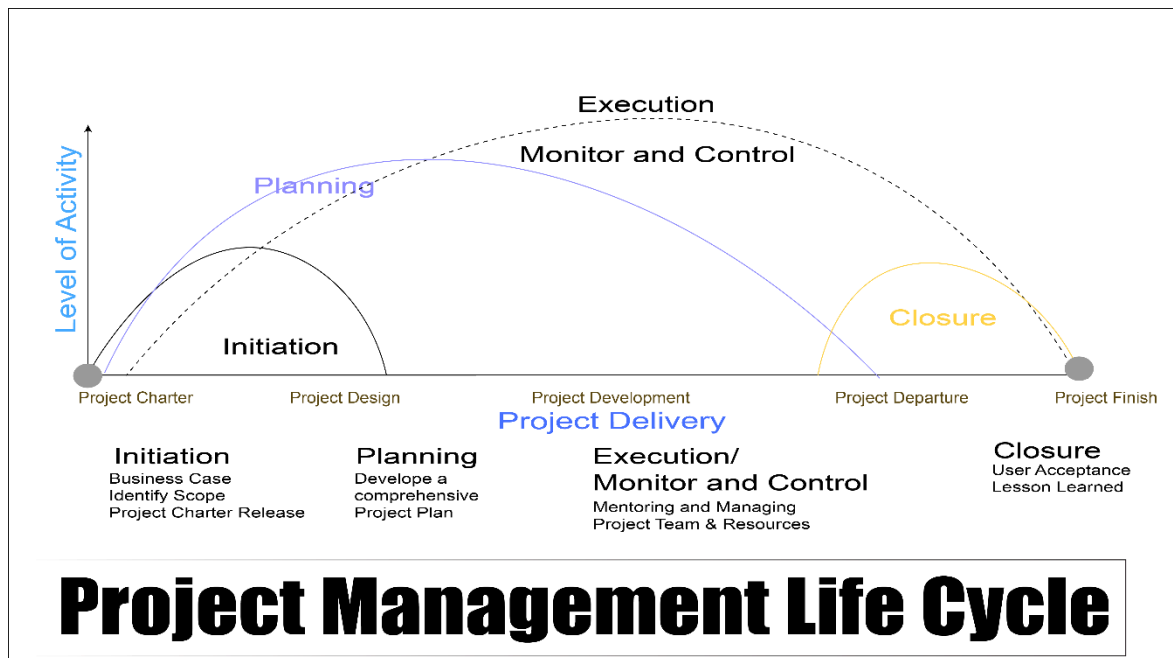 Execution
Monitor and Control
Planning
Level of Activity
Initiation
Closure
Project Charter
Project Design
Project Development
Project Departure
Project Finish
Project Delivery
Initiation
Business Case
Identify Scope
Project Charter Release
Planning
Develope a
comprehensive
Project Plan
Execution/
Monitor and Control
Mentoring and Managing
Project Team & Resources
Closure
User Acceptance
Lesson Learned
Project Management Life Cycle